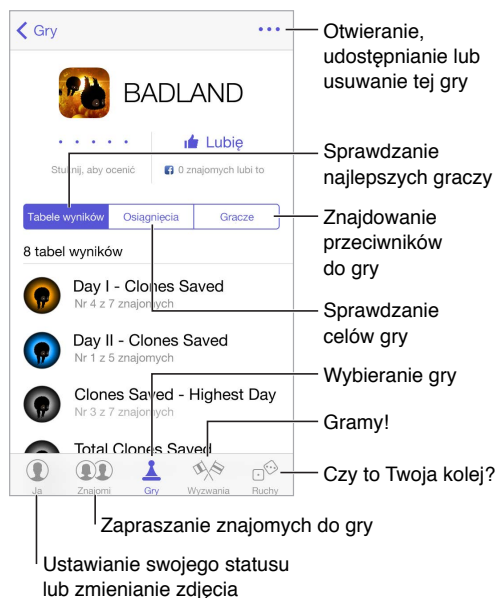 Gry
BADLAND
Lubię
Stuknij, aby ocenić
0 znajomych lubi to
Tabele wyników
Osiągnięcia
Gracze
8 tabel wyników
Day I - Clones Saved
Nr 4 z 7 znajomych
Day II - Clones Saved
Nr 1 z 5 znajomych
Clones Saved - Highest Day
Nr 3 z 7 znajomych
Total Clones Saved
Ja
Znajomi
Gry
Wyzwania
Ruchy
Otwieranie,
udostępnianie lub
usuwanie tej gry
Sprawdzanie
najlepszych graczy
Znajdowanie
przeciwników
do gry
Sprawdzanie
celów gry
Wybieranie gry
Gramy!
Czy to Twoja kolej?
Zapraszanie znajomych do gry
Ustawianie swojego statusu
lub zmienianie zdjęcia